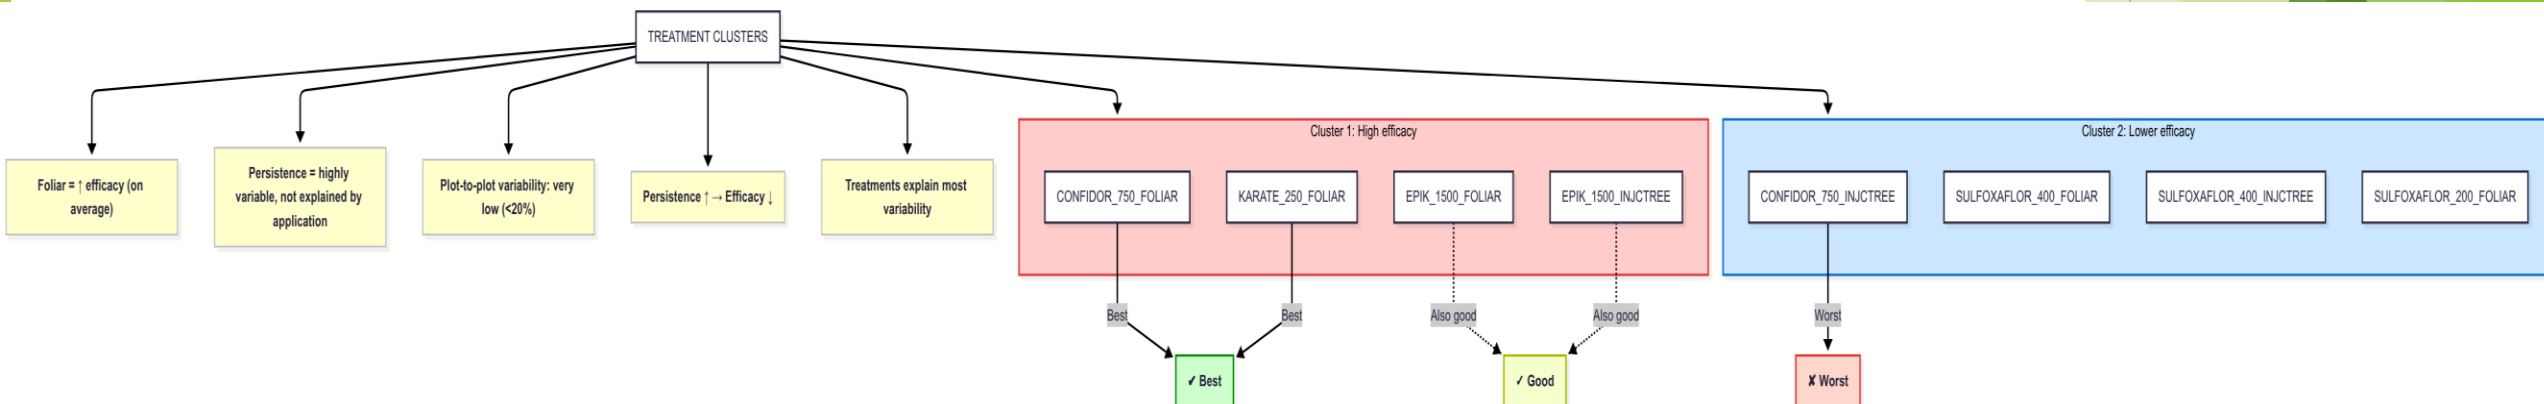 TREATMENT CLUSTERS
Foliar = ↑ efficacy (on
average)
Persistence = highly
variable, not explained by
application
Plot-to-plot variability: very
low (<20%)
Persistence ↑ → Efficacy ↓
Treatments explain most
variability
Cluster 1: High efficacy
CONFIDOR_750_FOLIAR
KARATE_250_FOLIAR
EPIK_1500_FOLIAR
EPIK_1500_INJCTREE
Cluster 2: Lower efficacy
CONFIDOR_750_INJCTREE
SULFOXAFLOR_400_FOLIAR
SULFOXAFLOR_400_INJCTREE
SULFOXAFLOR_200_FOLIAR
Best
Best
Also good
Also good
Worst
✔ Best
✓ Good
✘ Worst